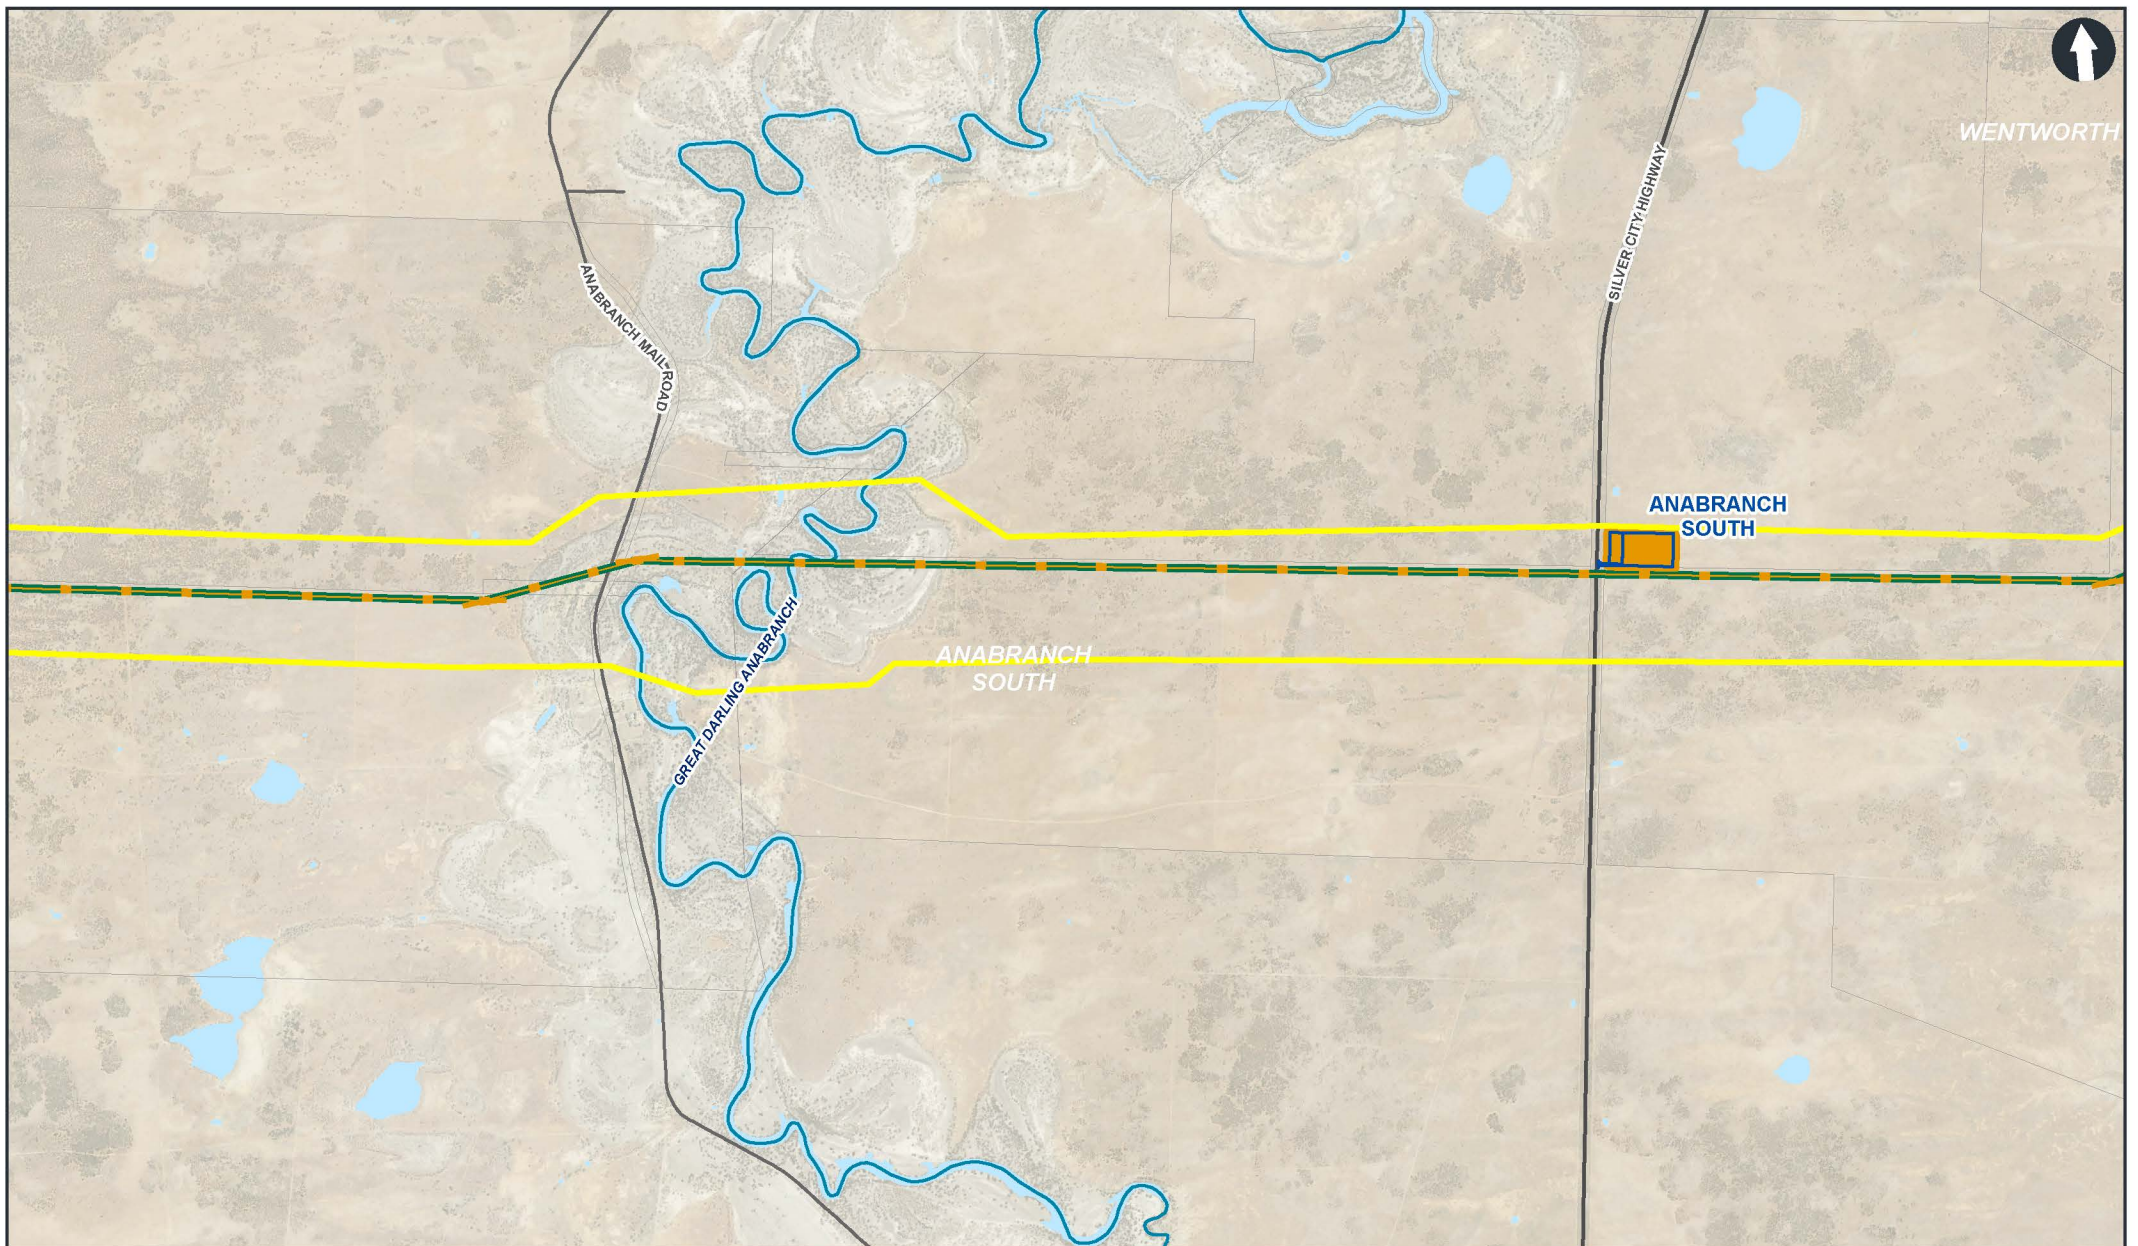 WENTWORTH
SILVER CITY HIGHWAY
ANABRANCH MAIL ROAD
ANABRANCH
SOUTH
GREAT DARLING ANABRANCH
ANABRANCH
SOUTH